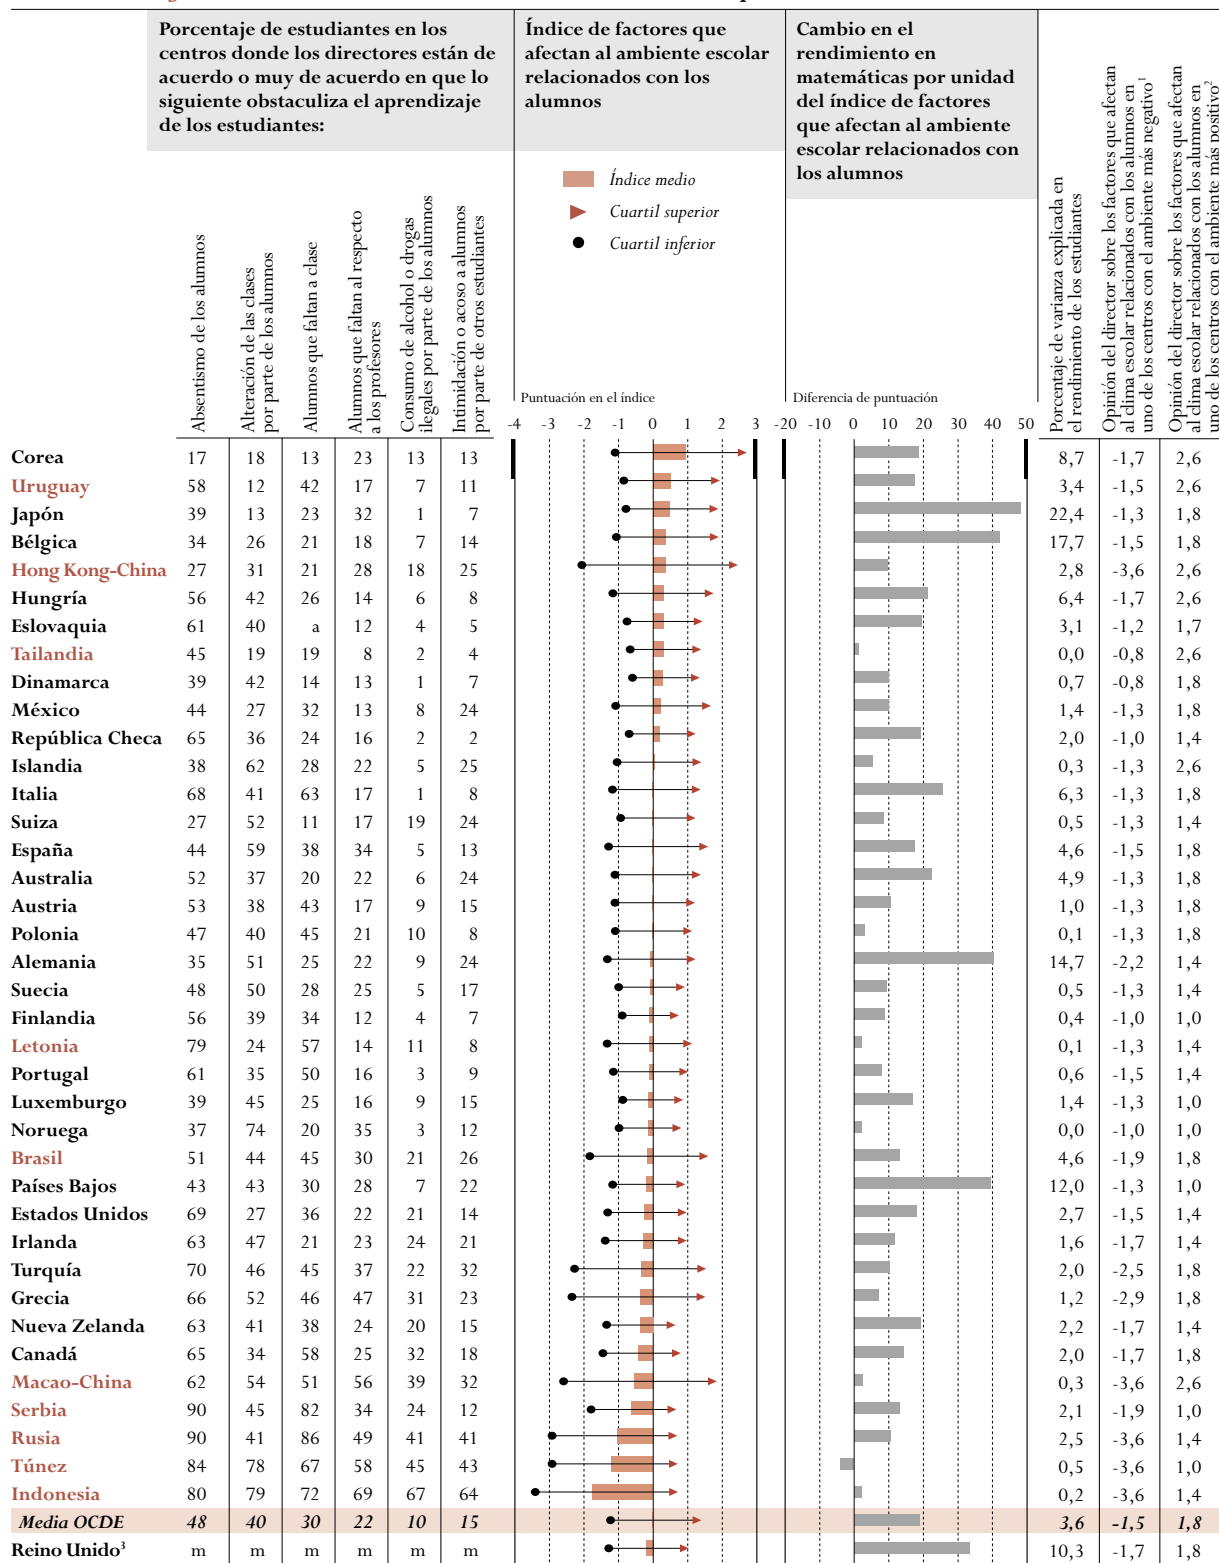 Porcentaje de estudiantes en los
centros donde los directores están de
acuerdo o muy de acuerdo en que lo
siguiente obstaculiza el aprendizaje
de los estudiantes:
Índice de factores que
afectan al ambiente escolar
relacionados con los
alumnos
Cambio en el
rendimiento en
matemáticas por unidad
del índice de factores
que afectan al ambiente
escolar relacionados con
los alumnos
Absentismo de los alumnos
Alteración de las clases
por parte de los alumnos
Alumnos que faltan a clase
Alumnos que faltan al respecto
a los profesores
Consumo de alcohol o drogas
ilegales por parte de los alumnos
Intimidación o acoso a alumnos
por parte de otros estudiantes
Índice medio
Cuartil superior
Cuartil inferior
Porcentaje de varianza explicada en
el rendimiento de los estudiantes
Opinión del director sobre los factores que afectan
al clima escolar relacionados con los alumnos en
uno de los centros con el ambiente más negativo¹
Opinión del director sobre los factores que afectan
al clima escolar relacionados con los alumnos en
uno de los centros con el ambiente más positivo²
Puntuación en el índice
Diferencia de puntuación
-4 -3 -2 -1 0 1 2 3
-20 -10 0 10 20 30 40 50
Corea 17 18 13 23 13 13 8,7 -1,7 2,6
Uruguay 58 12 42 17 7 11 3,4 -1,5 2,6
Japón 39 13 23 32 1 7 22,4 -1,3 1,8
Bélgica 34 26 21 18 7 14 17,7 -1,5 1,8
Hong Kong-China 27 31 21 28 18 25 2,8 -3,6 2,6
Hungría 56 42 26 14 6 8 6,4 -1,7 2,6
Eslovaquia 61 40 a 12 4 5 3,1 -1,2 1,7
Tailandia 45 19 19 8 2 4 0,0 -0,8 2,6
Dinamarca 39 42 14 13 1 7 0,7 -0,8 1,8
México 44 27 32 13 8 24 1,4 -1,3 1,8
República Checa 65 36 24 16 2 2 2,0 -1,0 1,4
Islandia 38 62 28 22 5 25 0,3 -1,3 2,6
Italia 68 41 63 17 1 8 6,3 -1,3 1,8
Suiza 27 52 11 17 19 24 0,5 -1,3 1,4
España 44 59 38 34 5 13 4,6 -1,5 1,8
Australia 52 37 20 22 6 24 4,9 -1,3 1,8
Austria 53 38 43 17 9 15 1,0 -1,3 1,8
Polonia 47 40 45 21 10 8 0,1 -1,3 1,8
Alemania 35 51 25 22 9 24 14,7 -2,2 1,4
Suecia 48 50 28 25 5 17 0,5 -1,3 1,4
Finlandia 56 39 34 12 4 7 0,4 -1,0 1,0
Letonia 79 24 57 14 11 8 0,1 -1,3 1,4
Portugal 61 35 50 16 3 9 0,6 -1,5 1,4
Luxemburgo 39 45 25 16 9 15 1,4 -1,3 1,0
Noruega 37 74 20 35 3 12 0,0 -1,0 1,0
Brasil 51 44 45 30 21 26 4,6 -1,9 1,8
Países Bajos 43 43 30 28 7 22 12,0 -1,3 1,0
Estados Unidos 69 27 36 22 21 14 2,7 -1,5 1,4
Irlanda 63 47 21 23 24 21 1,6 -1,7 1,4
Turquía 70 46 45 37 22 32 2,0 -2,5 1,8
Grecia 66 52 46 47 31 23 1,2 -2,9 1,8
Nueva Zelanda 63 41 38 24 20 15 2,2 -1,7 1,4
Canadá 65 34 58 25 32 18 2,0 -1,7 1,8
Macao-China 62 54 51 56 39 32 0,3 -3,6 2,6
Serbia 90 45 82 34 24 12 2,1 -1,9 1,0
Rusia 90 41 86 49 41 41 2,5 -3,6 1,4
Túnez 84 78 67 58 45 43 0,5 -3,6 1,0
Indonesia 80 79 72 69 67 64 0,2 -3,6 1,4
Media OCDE 48 40 30 22 10 15 3,6 -1,5 1,8
Reino Unido³ m m m m m m 10,3 -1,7 1,8